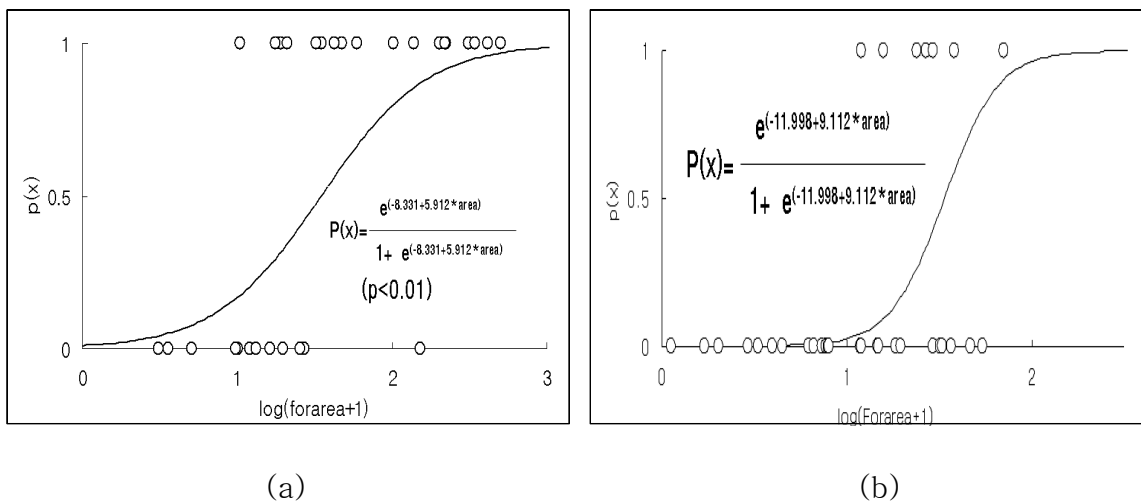 1
p(x)
0.5
P(x)=
e(-8.331+5.912*area)
1+ e(-8.331+5.912*area)
(p<0.01)
0
0 1 2 3
log(forarea+1)
(a)
1
p(x)
0.5
P(x)=
e(-11.998+9.112*area)
1+ e(-11.998+9.112*area)
0
0 1 2
log(Forarea+1)
(b)